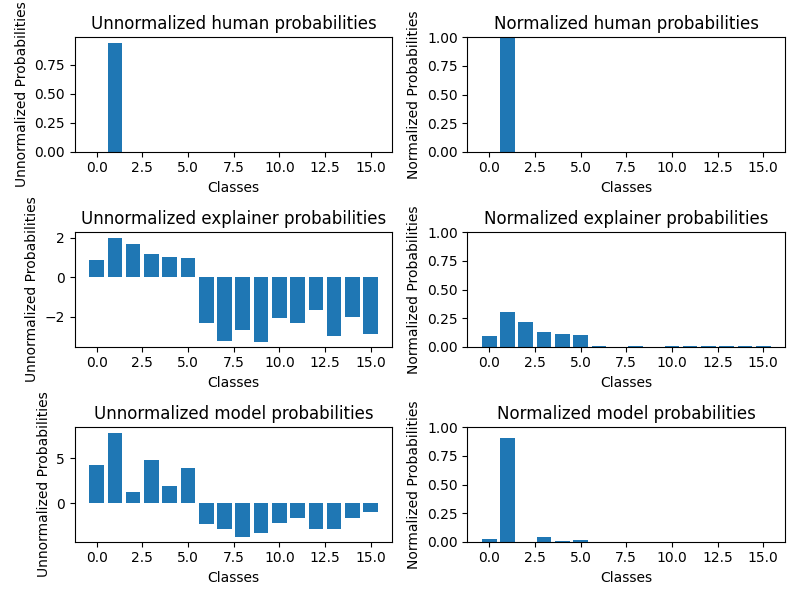 Unnormalized human probabilities
Unnormalized Probabilities
0.75
0.50
0.25
0.00
0.0 2.5 5.0 7.5 10.0 12.5 15.0
Classes
Normalized human probabilities
Normalized Probabilities
1.00
0.75
0.50
0.25
0.00
0.0 2.5 5.0 7.5 10.0 12.5 15.0
Classes
Unnormalized explainer probabilities
Unnormalized Probabilities
2
0
−2
0.0 2.5 5.0 7.5 10.0 12.5 15.0
Classes
Normalized explainer probabilities
Normalized Probabilities
1.00
0.75
0.50
0.25
0.00
0.0 2.5 5.0 7.5 10.0 12.5 15.0
Classes
Unnormalized model probabilities
Unnormalized Probabilities
5
0
0.0 2.5 5.0 7.5 10.0 12.5 15.0
Classes
Normalized model probabilities
Normalized Probabilities
1.00
0.75
0.50
0.25
0.00
0.0 2.5 5.0 7.5 10.0 12.5 15.0
Classes